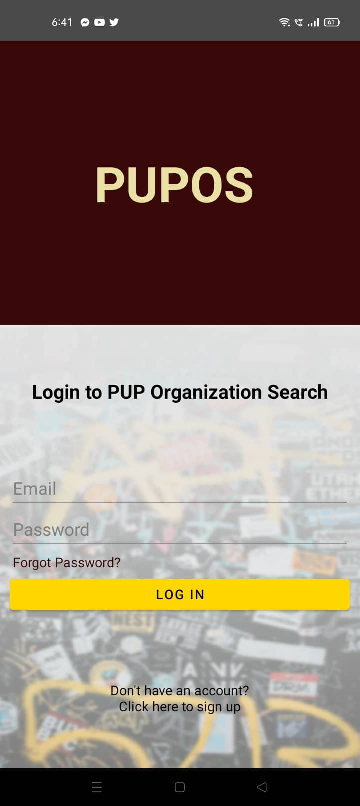 6:41
61
PUPOS
Login to PUP Organization Search
Email
Password
Forgot Password?
LOG IN
Don't have an account?
Click here to sign up